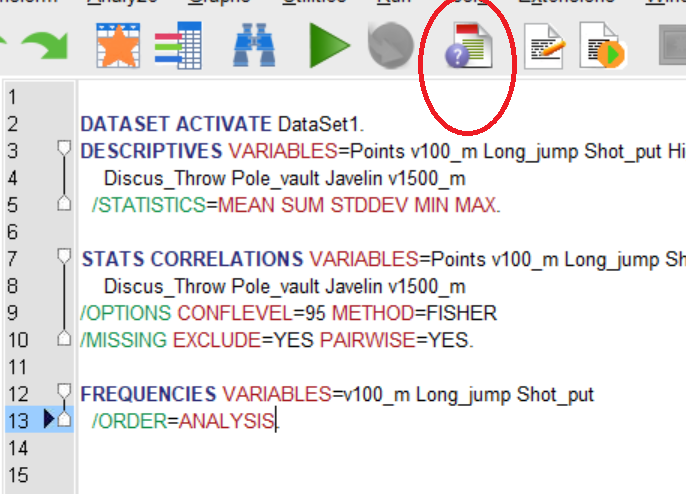 1
2 DATASET ACTIVATE DataSet1.
3 DESCRIPTIVES VARIABLES=Points v100_m Long_jump Shot_put Hi
4 Discus_Throw Pole_vault Javelin v1500_m
5 /STATISTICS=MEAN SUM STDDEV MIN MAX.
6
7 STATS CORRELATIONS VARIABLES=Points v100_m Long_jump Sh
8 Discus_Throw Pole_vault Javelin v1500_m
9 /OPTIONS CONFLEVEL=95 METHOD=FISHER
10 /MISSING EXCLUDE=YES PAIRWISE=YES.
11
12 FREQUENCIES VARIABLES=v100_m Long_jump Shot_put
13 /ORDER=ANALYSIS.
14
15